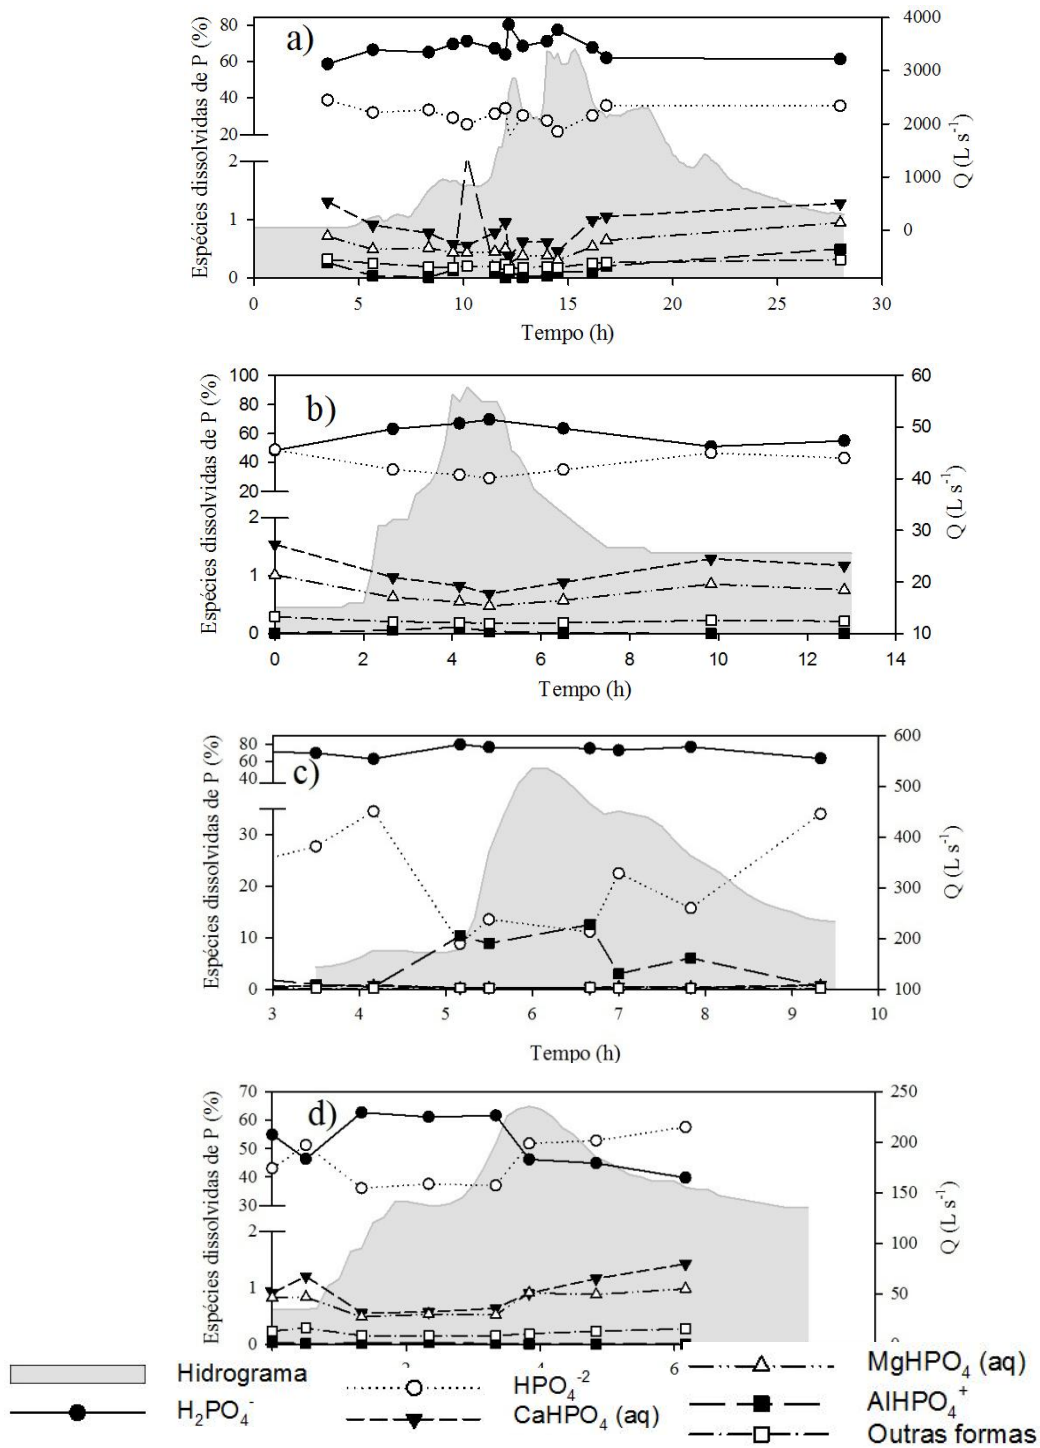 a)
Espécies dissolvidas de P (%)
80
60
40
20
2
1
0
4000
3000
2000
1000
0
Q (L s-1)
0 5 10 15 20 25 30
Tempo (h)
b)
Espécies dissolvidas de P (%)
100
80
60
40
20
2
1
0
60
50
40
30
20
10
Q (L s-1)
0 2 4 6 8 10 12 14
Tempo (h)
c)
Espécies dissolvidas de P (%)
80
60
40
30
20
10
0
600
500
400
300
200
100
Q (L s-1)
3 4 5 6 7 8 9 10
Tempo (h)
d)
Espécies dissolvidas de P (%)
70
60
50
40
30
2
1
0
250
200
150
100
50
0
Q (L s-1)
2 4 6
Hidrograma
H2PO4-
HPO4-2
CaHPO4 (aq)
MgHPO4 (aq)
AlHPO4+
Outras formas